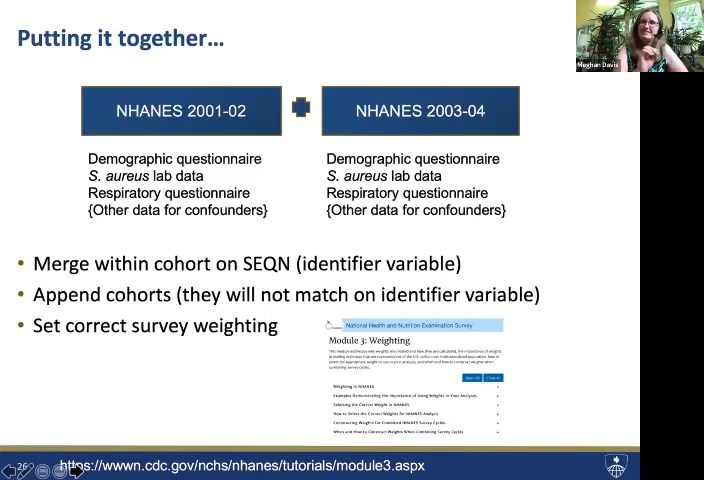 Putting it together…
Meghan Davis
NHANES 2001-02
NHANES 2003-04
Demographic questionnaire
S. aureus lab data
Respiratory questionnaire
{Other data for confounders}
Demographic questionnaire
S. aureus lab data
Respiratory questionnaire
{Other data for confounders}
• Merge within cohort on SEQN (identifier variable)
• Append cohorts (they will not match on identifier variable)
• Set correct survey weighting
National Health and Nutrition Examination Survey
Module 3: Weighting
Weighting in NHANES
Examples Demonstrating the Importance of Using Weights in Your Analyses
Selecting the Correct Weight in NHANES
How to Select the Correct Weights for NHANES Analysis
Constructing Weights for Combined NHANES Survey Cycles
When and How to Construct Weights When Combining Survey Cycles
26
https://wwwn.cdc.gov/nchs/nhanes/tutorials/module3.aspx